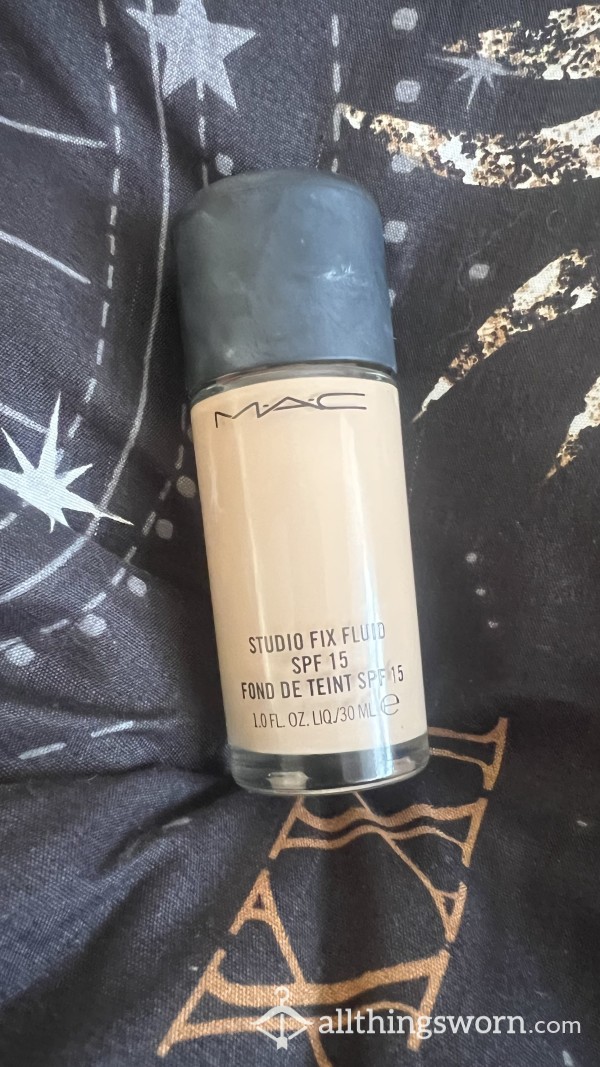 M·A·C
STUDIO FIX FLUID
SPF 15
FOND DE TEINT SPF 15
1.0 FL. OZ. LIQ./30 ML e
allthingsworn.com